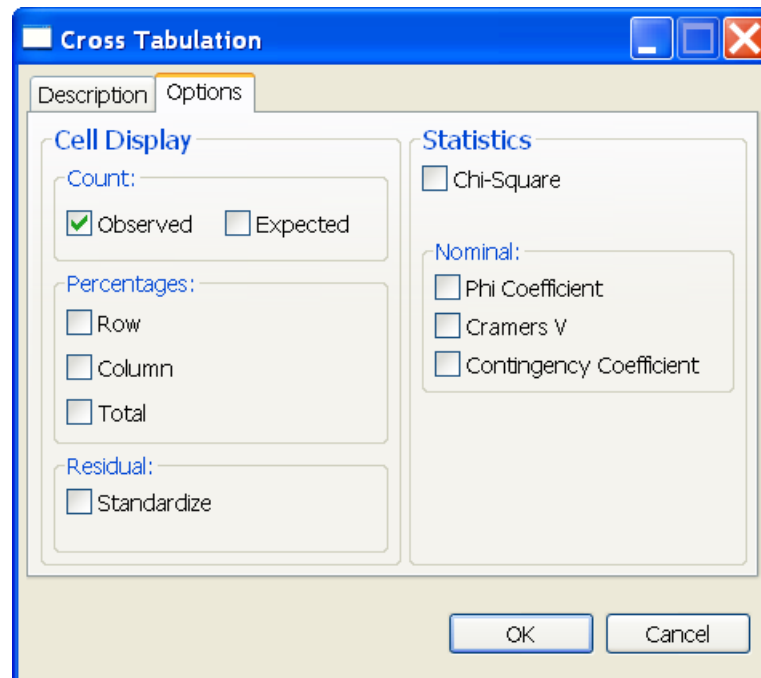 Cross Tabulation
Description Options
Cell Display
Count:
Observed Expected
Percentages:
Row
Column
Total
Residual:
Standardize
Statistics
Chi-Square
Nominal:
Phi Coefficient
Cramers V
Contingency Coefficient
OK Cancel